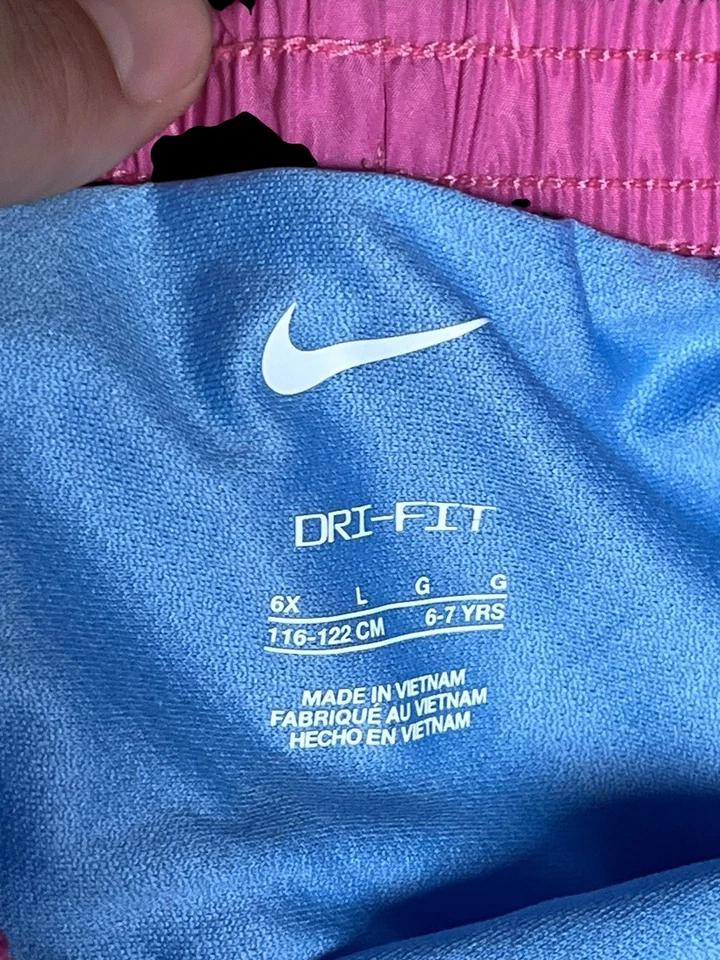 DRI-FIT
6X L G G
116-122 CM 6-7 YRS
MADE IN VIETNAM
FABRIQUÉ AU VIETNAM
HECHO EN VIETNAM